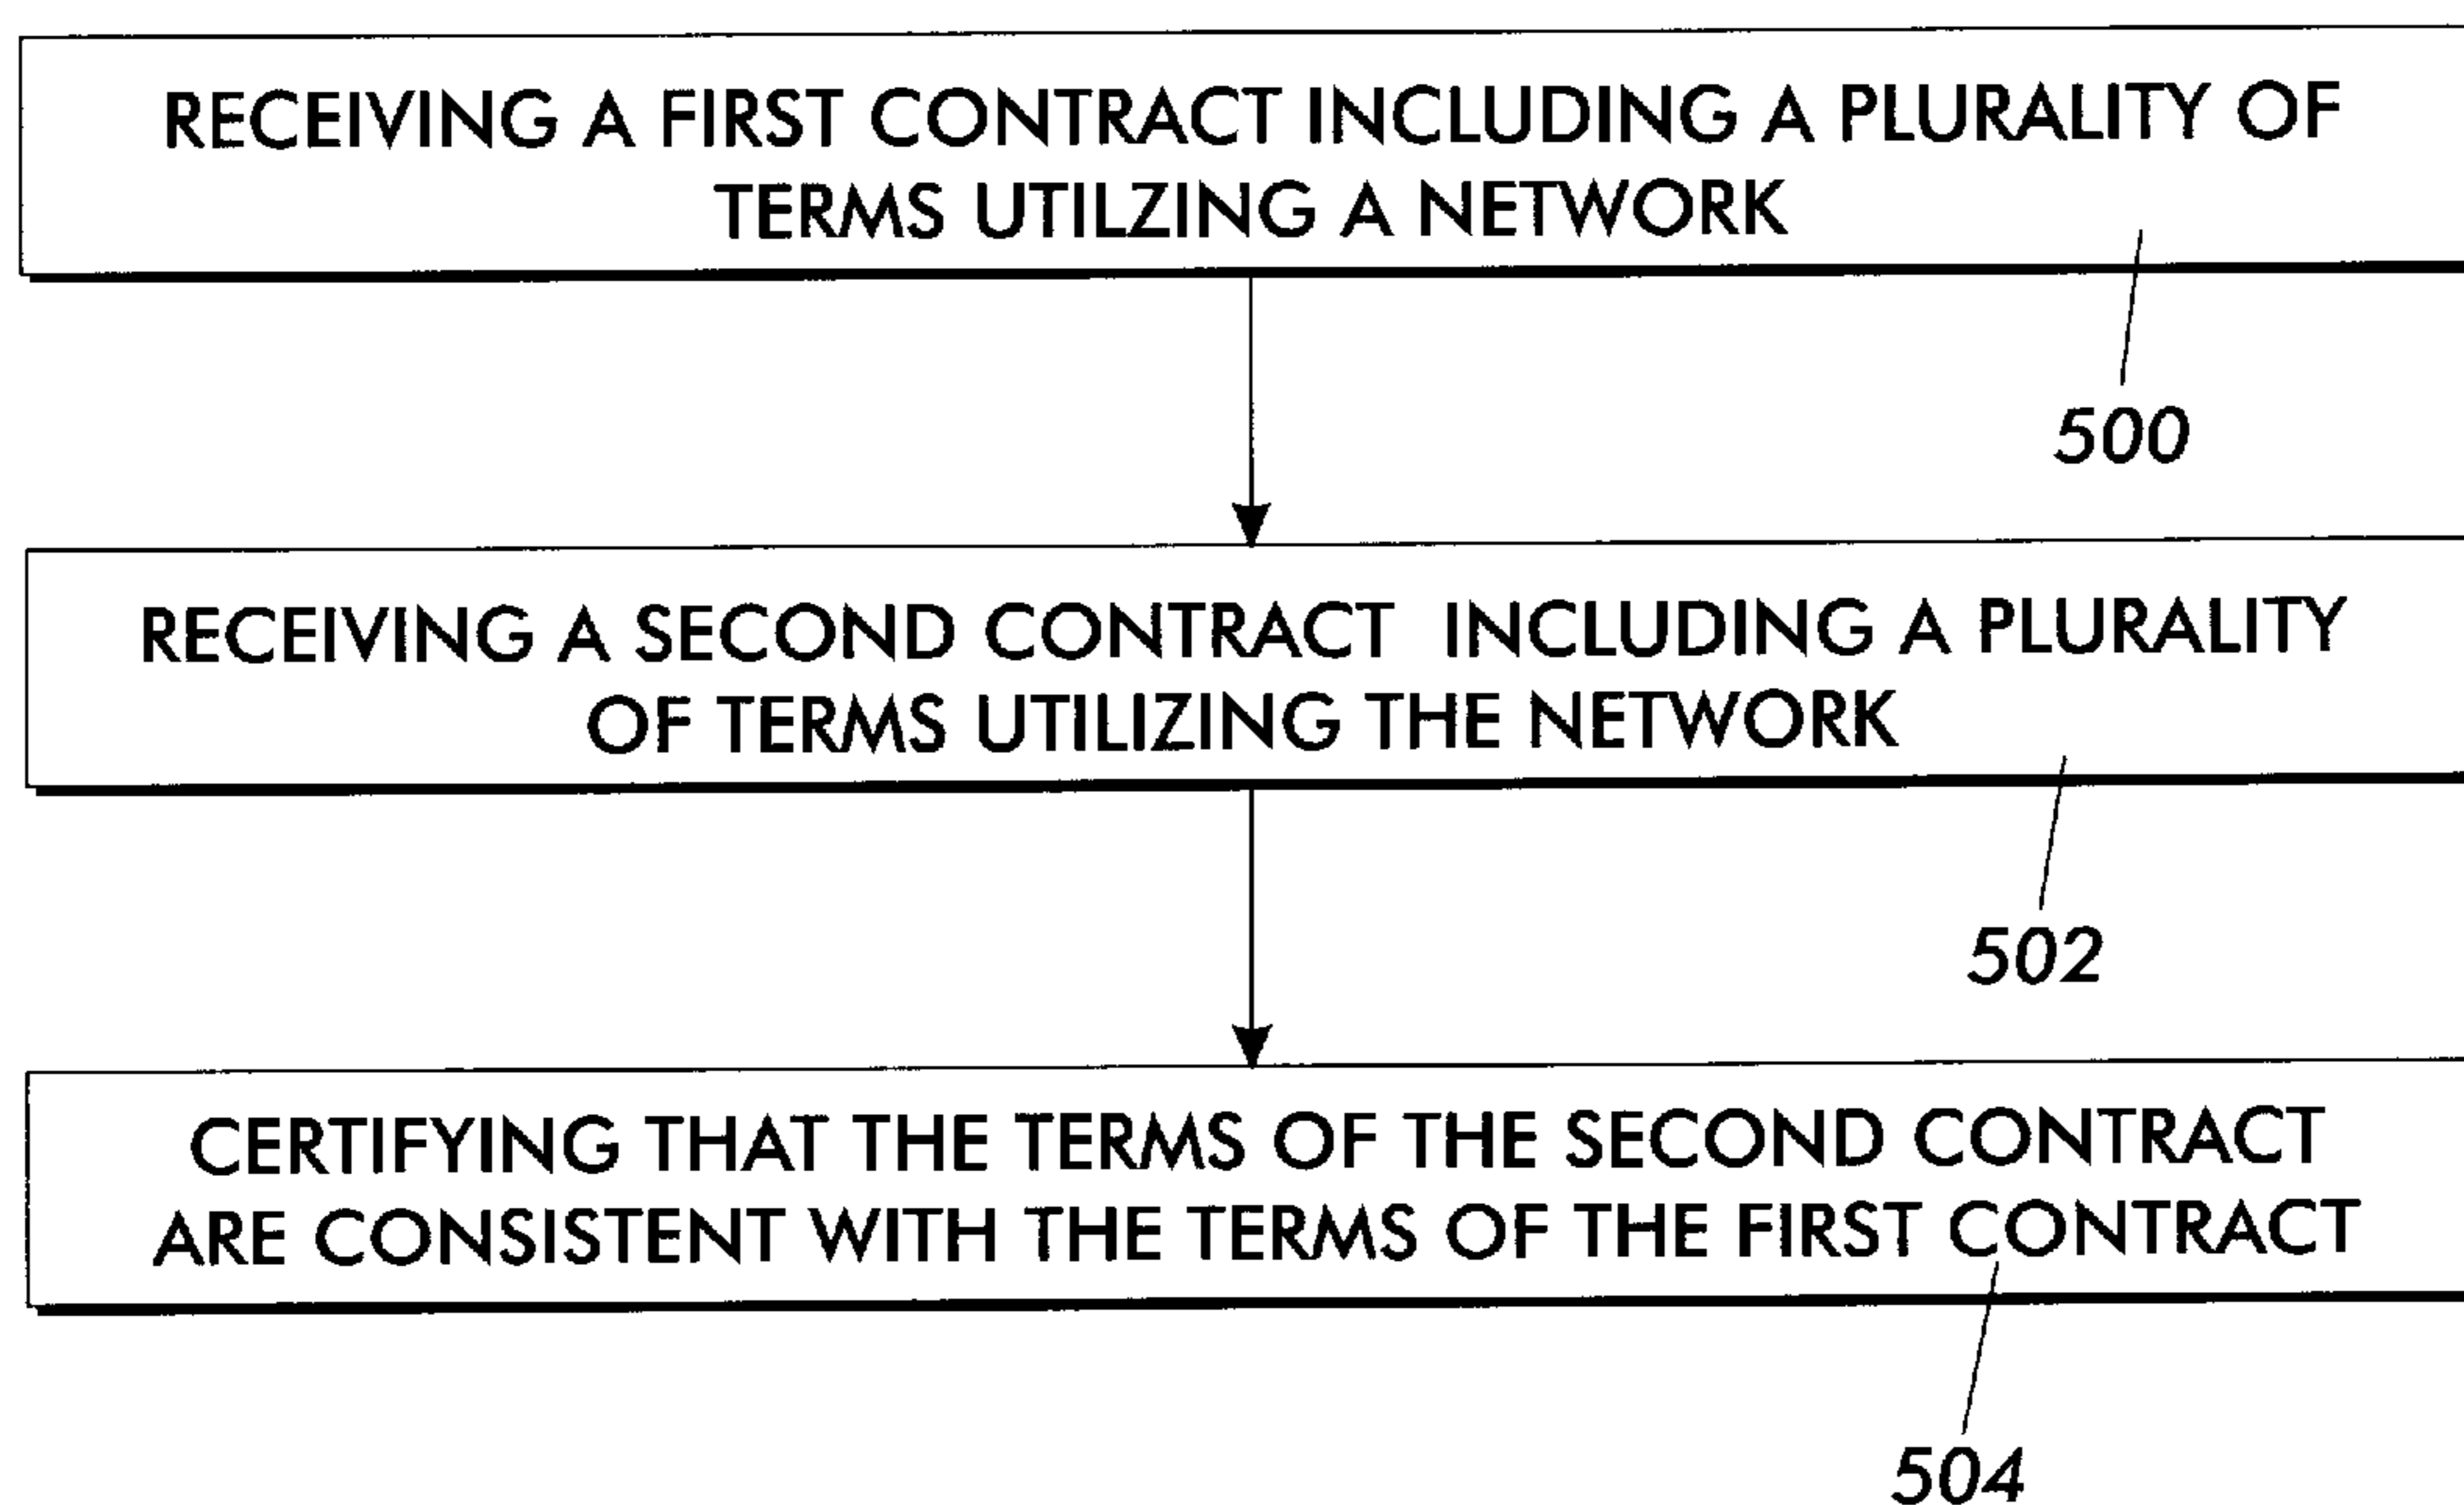 RECEIVING A FIRST CONTRACT INCLUDING A PLURALITY OF
TERMS UTILZING A NETWORK
500
RECEIVING A SECOND CONTRACT INCLUDING A PLURALITY
OF TERMS UTILIZING THE NETWORK
502
CERTIFYING THAT THE TERMS OF THE SECOND CONTRACT
ARE CONSISTENT WITH THE TERMS OF THE FIRST CONTRACT
504